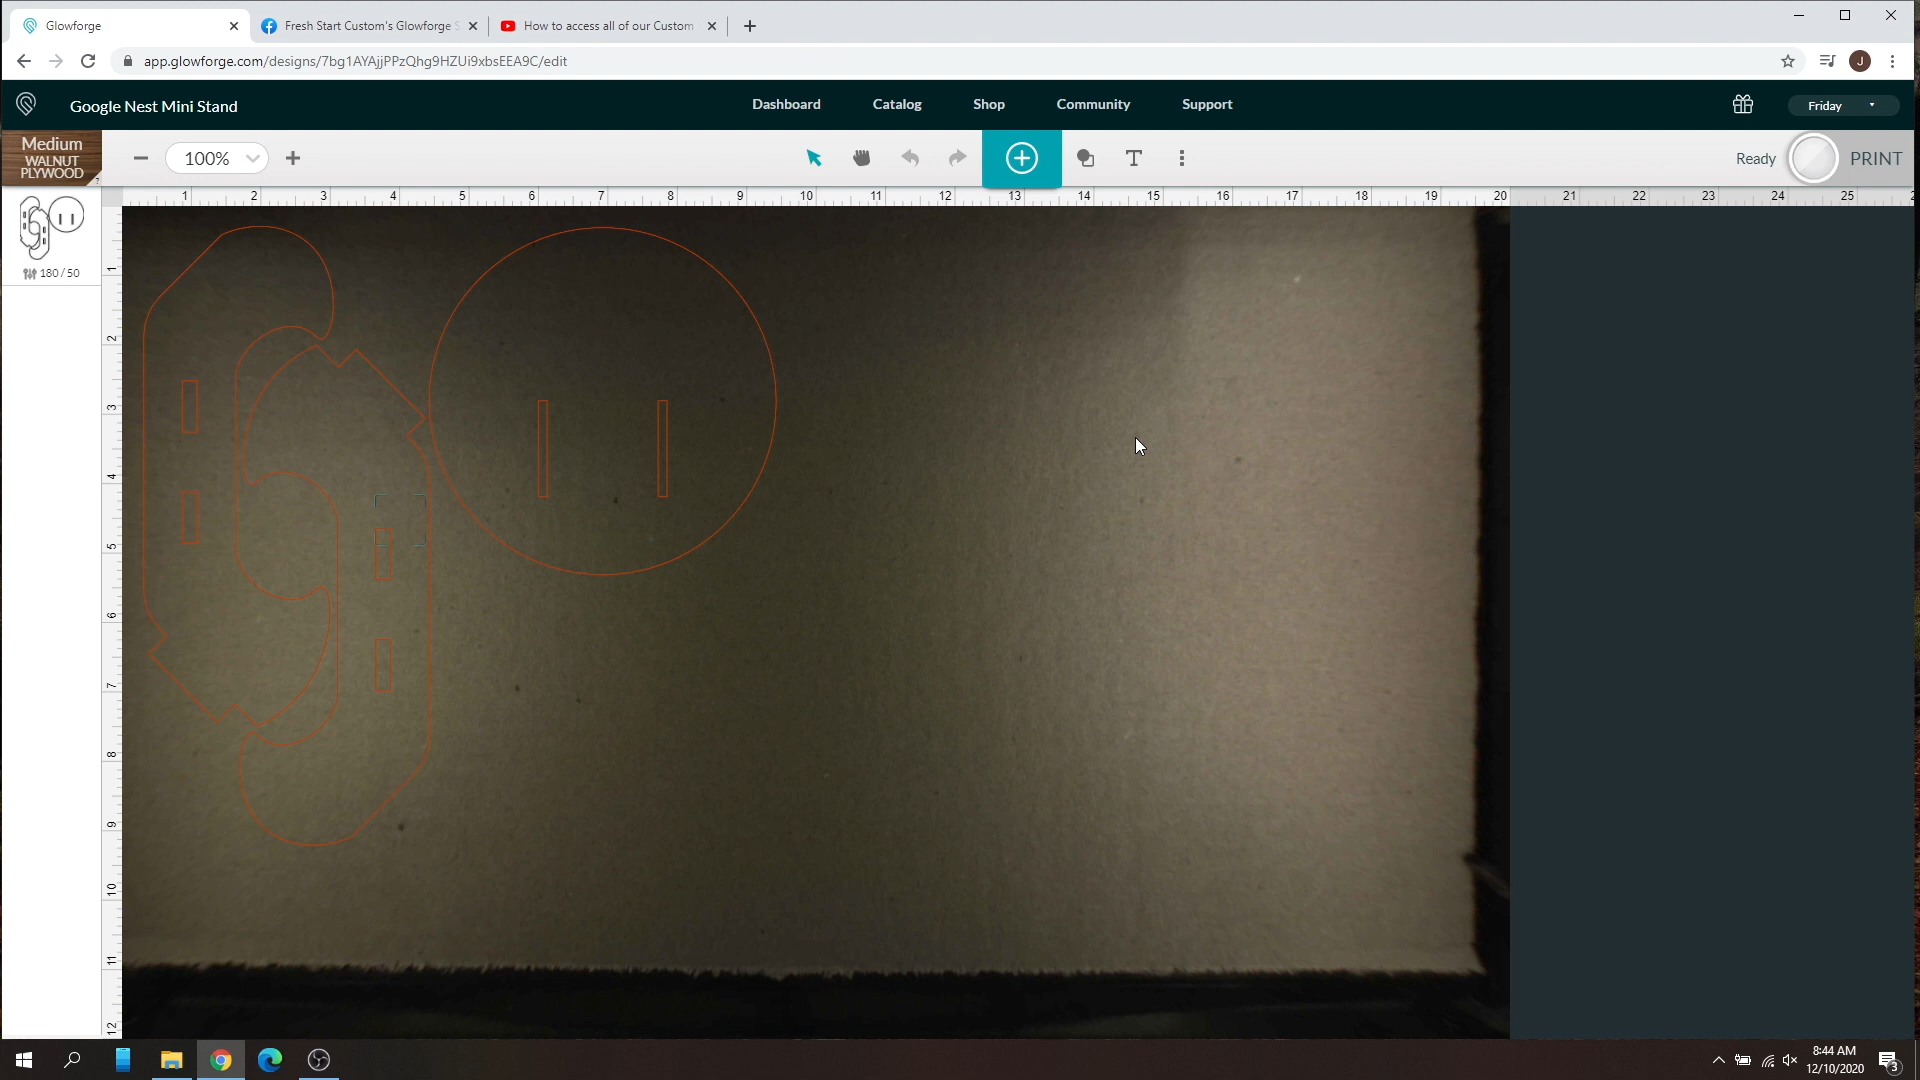 Glowforge
Fresh Start Custom's Glowforge
How to access all of our Custom
app.glowforge.com/designs/7bg1AYAjjPPzQhg9HZUi9xbsEEA9C/edit
J
Google Nest Mini Stand
Dashboard
Catalog
Shop
Community
Support
Friday
Medium
WALNUT
PLYWOOD
?
100%
T
Ready
PRINT
1 2 3 4 5 6 7 8 9 10 11 12 13 14 15 16 17 18 19 20 21 22 23 24 25
180 / 50
1
2
3
4
5
6
7
8
9
10
11
12
8:44 AM
12/10/2020
3